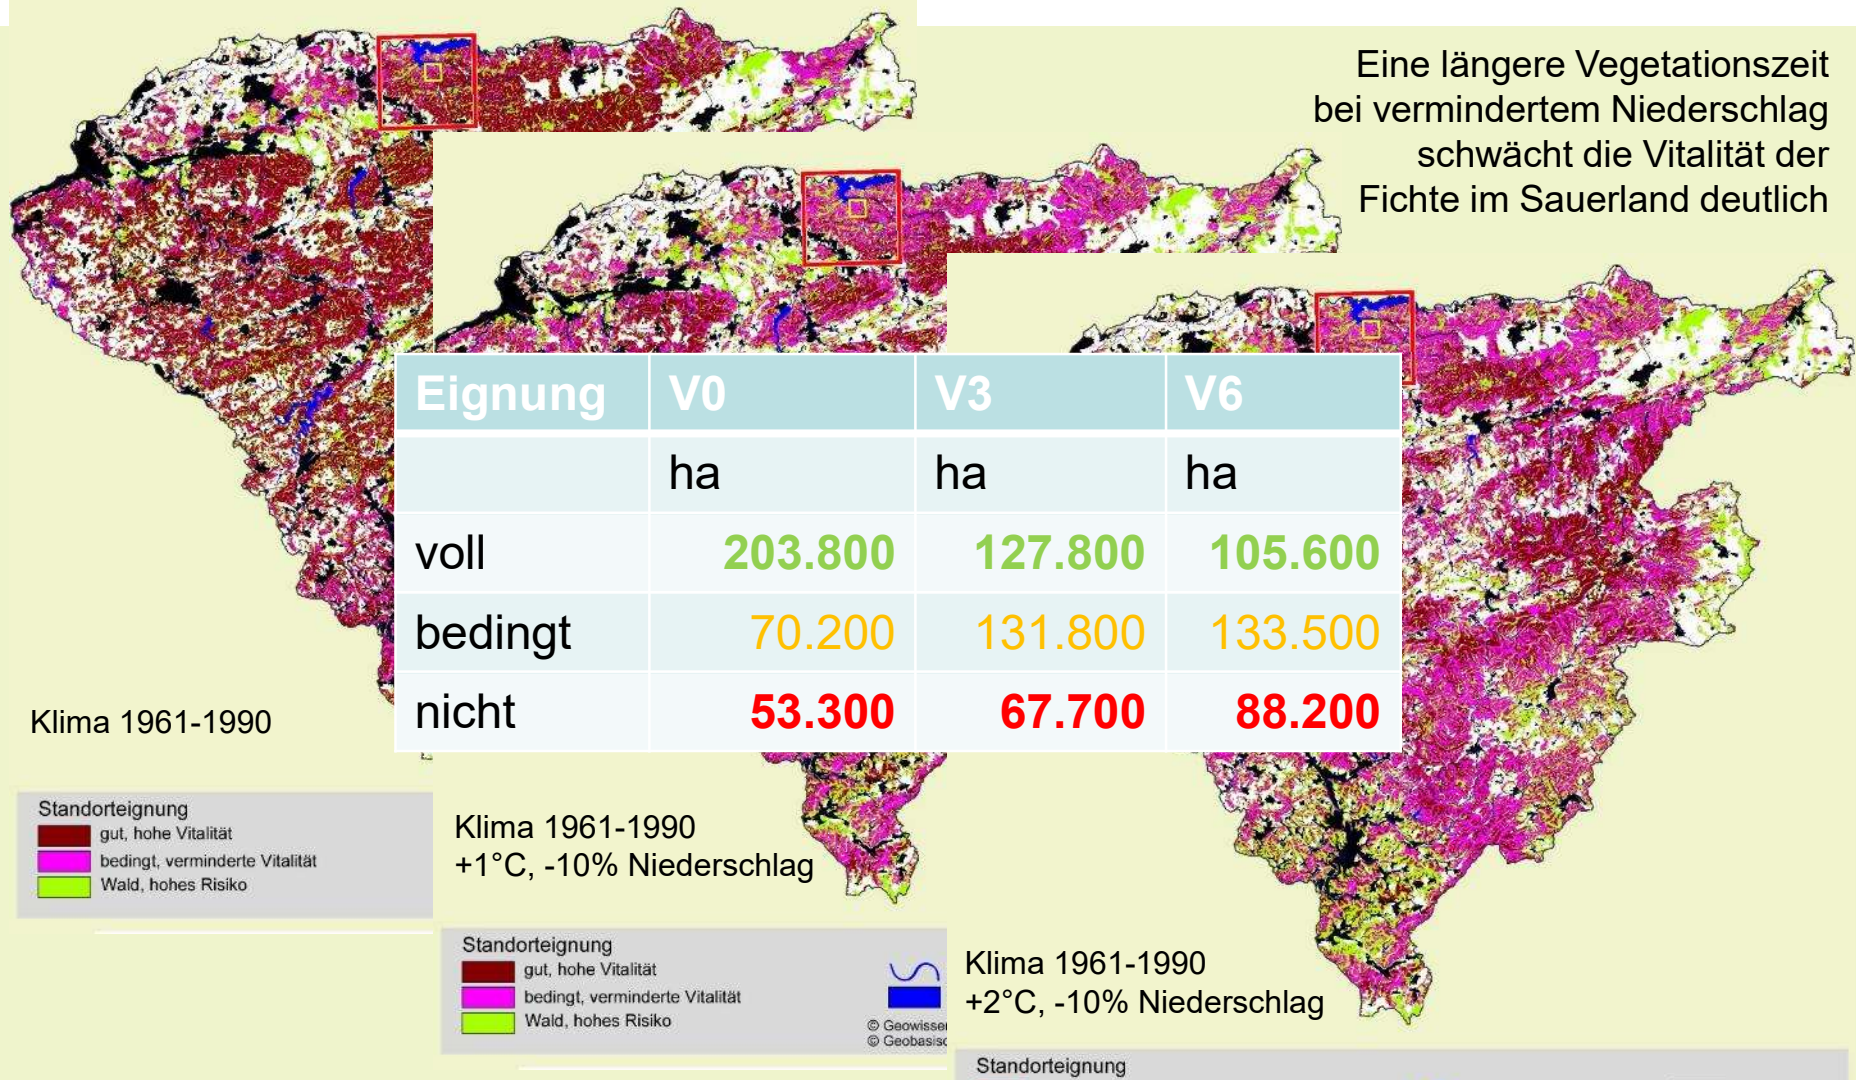 Eine längere Vegetationszeit
bei vermindertem Niederschlag
schwächt die Vitalität der
Fichte im Sauerland deutlich
Eignung V0 V3 V6
ha ha ha
voll 203.800 127.800 105.600
bedingt 70.200 131.800 133.500
nicht 53.300 67.700 88.200
Klima 1961-1990
Standorteignung
gut, hohe Vitalität
bedingt, verminderte Vitalität
Wald, hohes Risiko
Klima 1961-1990
+1°C, -10% Niederschlag
Standorteignung
gut, hohe Vitalität
bedingt, verminderte Vitalität
Wald, hohes Risiko
©
©
Klima 1961-1990
+2°C, -10% Niederschlag
Standorteignung